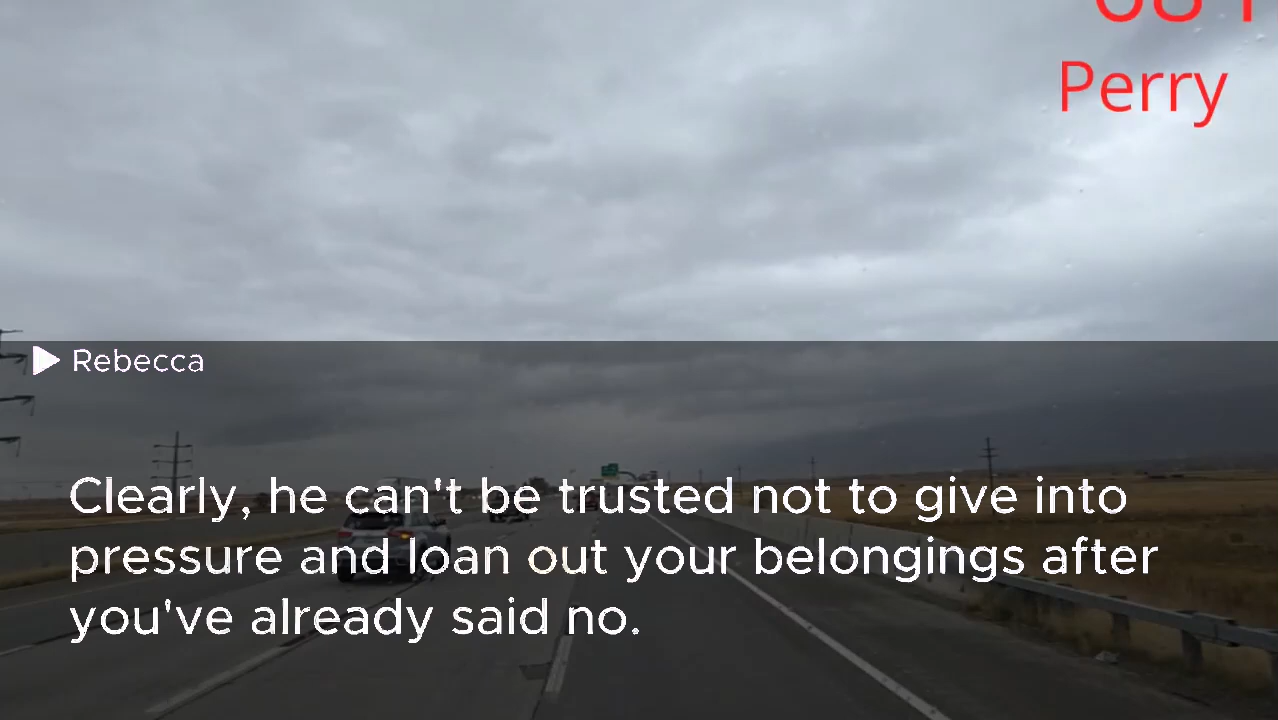 Perry
Rebecca
Clearly, he can't be trusted not to give into
pressure and loan out your belongings after
you've already said no.